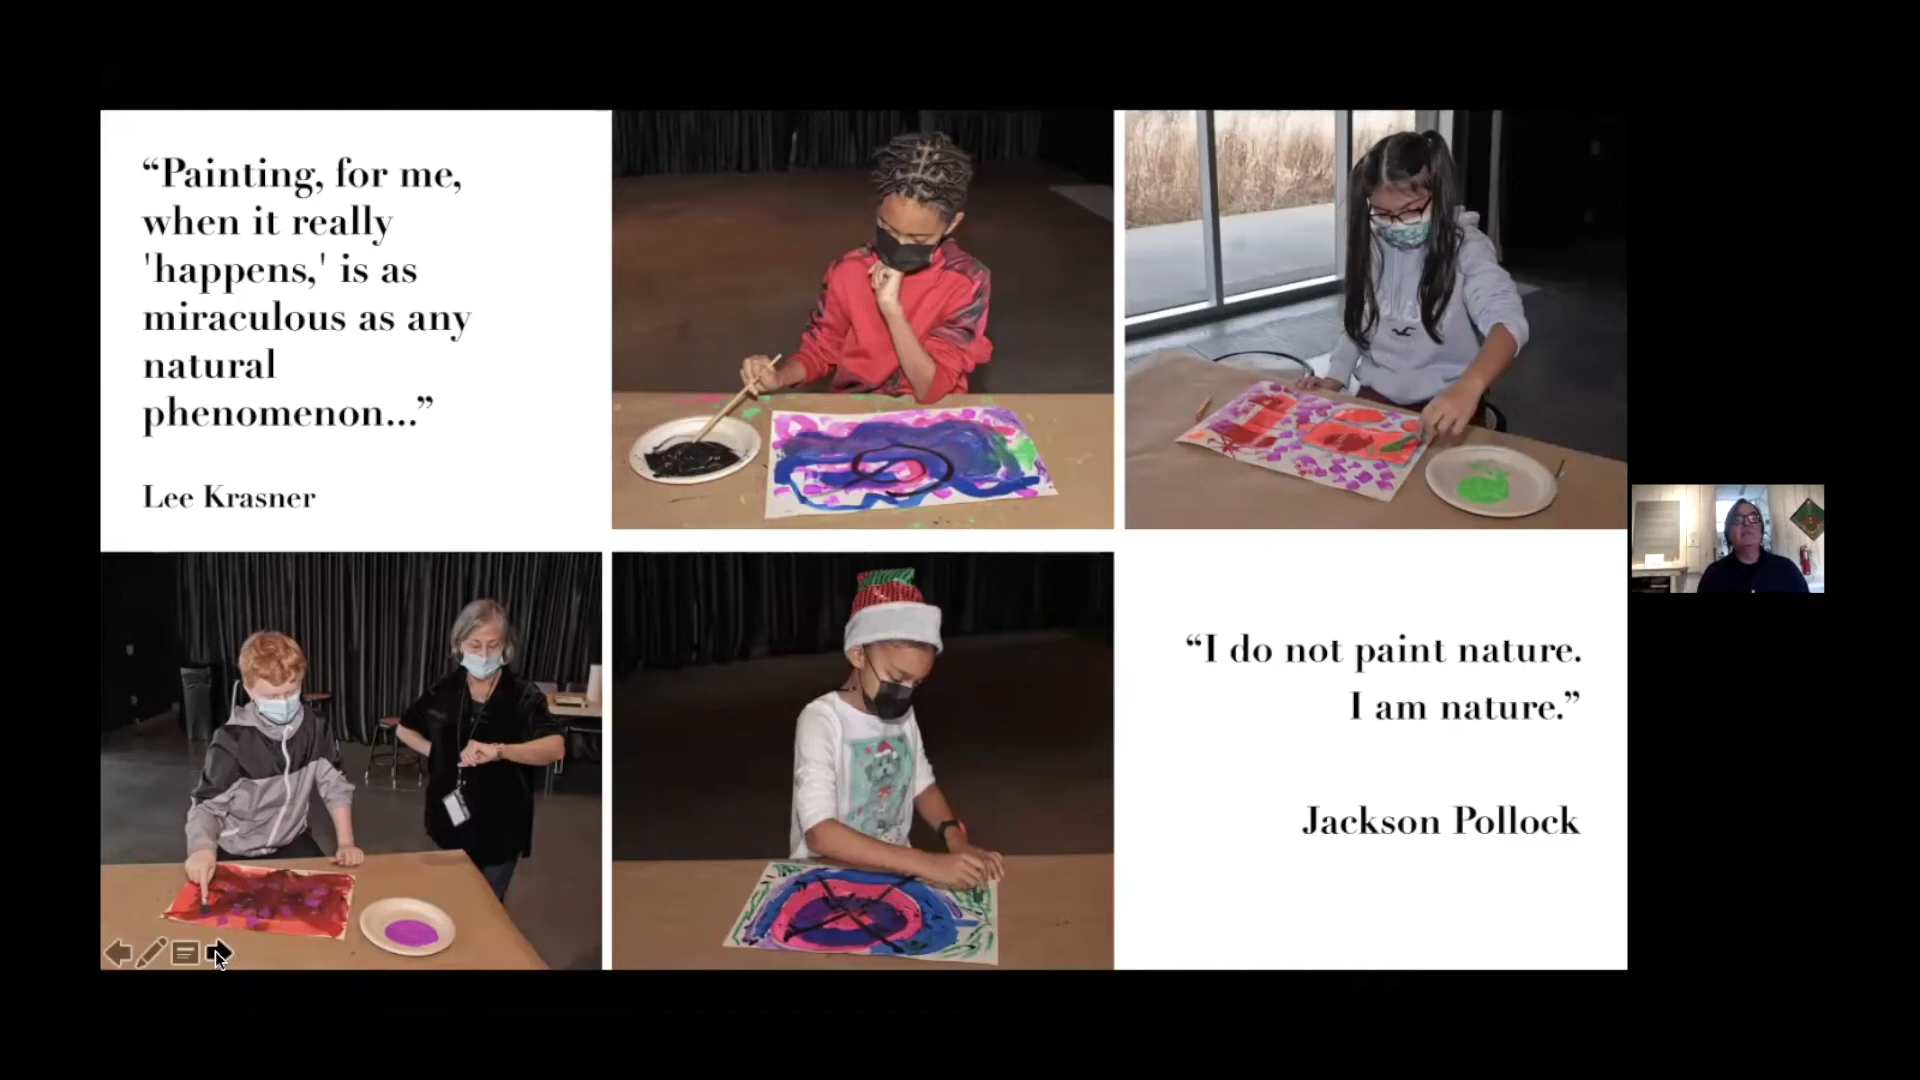 “Painting, for me,
when it really
'happens,' is as
miraculous as any
natural
phenomenon...”
Lee Krasner
“I do not paint nature.
I am nature.”
Jackson Pollock